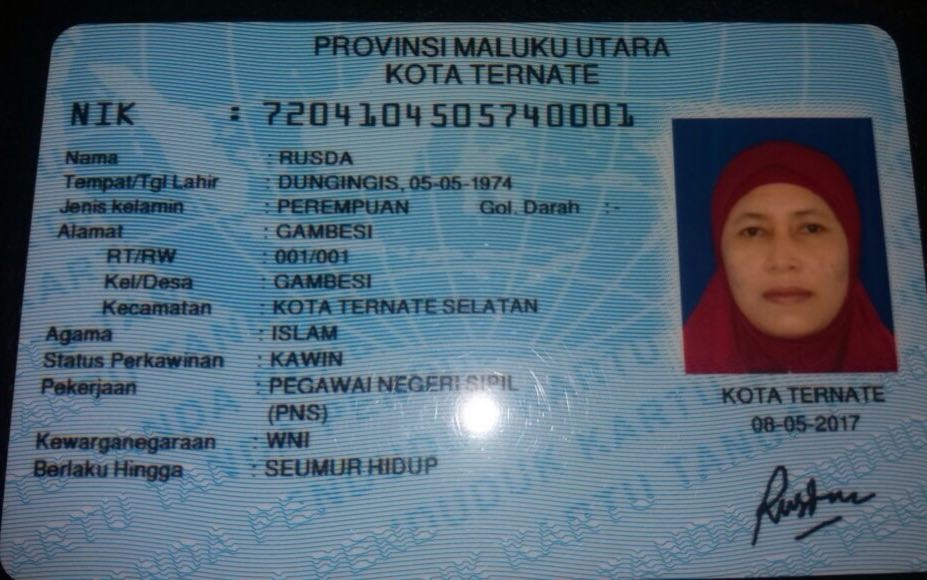 PROVINSI MALUKU UTARA
KOTA TERNATE
NIK : 7204104505740001
Nama : RUSDA
Tempat/Tgl Lahir : DUNGINGIS, 05-05-1974
Jenis kelamin : PEREMPUAN Gol. Darah :-
Alamat : GAMBESI
RT/RW : 001/001
Kel/Desa : GAMBESI
Kecamatan : KOTA TERNATE SELATAN
Agama : ISLAM
Status Perkawinan : KAWIN
Pekerjaan : PEGAWAI NEGERI SIPIL
(PNS)
Kewarganegaraan : WNI
Berlaku Hingga : SEUMUR HIDUP
KOTA TERNATE
08-05-2017